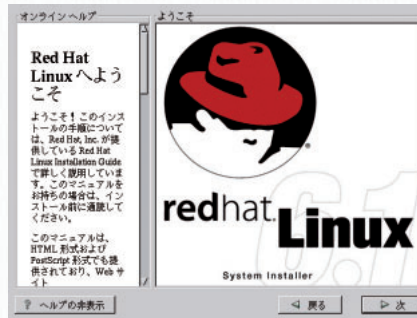 オンラインヘルプ
ようこそ
Red Hat
Linux へよう
こそ
ようこそ！このインス
トールの手順について
は、Red Hat, Inc. が提
供している Red Hat
Linux Installation Guide
で詳しく説明していま
す。このマニュアルを
お持ちの場合は、イン
ストール前に通読して
ください。
このマニュアルは、
HTML 形式および
PostScript 形式でも提
供されており、Web サ
イト
redhat.
Linux
6.1
System Installer
? ヘルプの非表示
戻る
次